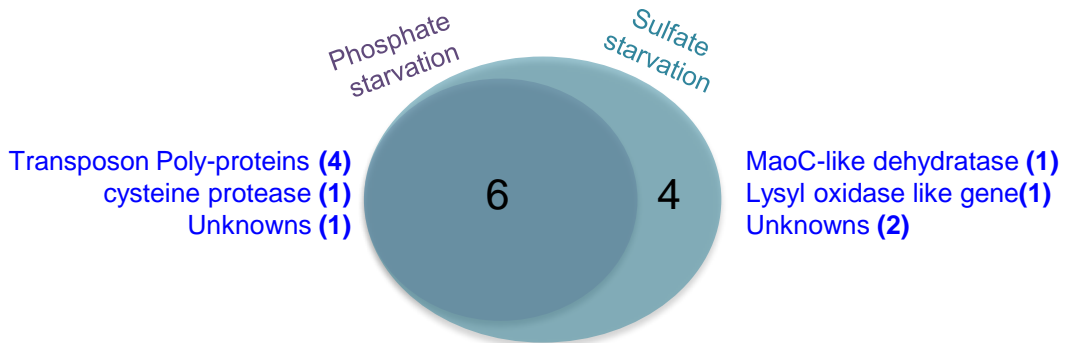 Phosphate
starvation
Sulfate
starvation
Transposon Poly-proteins (4)
cysteine protease (1)
Unknowns (1)
6
4
MaoC-like dehydratase (1)
Lysyl oxidase like gene(1)
Unknowns (2)